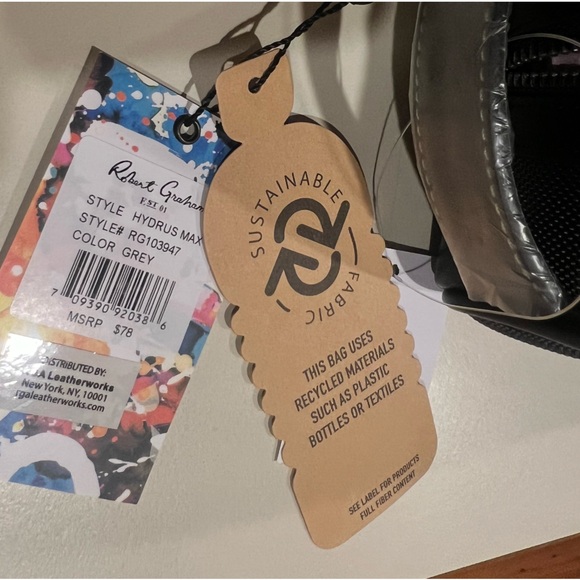 Robert Graham
EST 01
STYLE HYDRUS MAX
STYLE# RG103947
COLOR GREY
7 09390 92038 6
MSRP $78
DISTRIBUTED BY:
Leatherworks
New York, NY, 10001
rgaleatherworks.com
SUSTAINABLE
FABRIC
THIS BAG USES
RECYCLED MATERIALS
SUCH AS PLASTIC
BOTTLES OR TEXTILES
SEE LABEL FOR PRODUCTS
FULL FIBER CONTENT